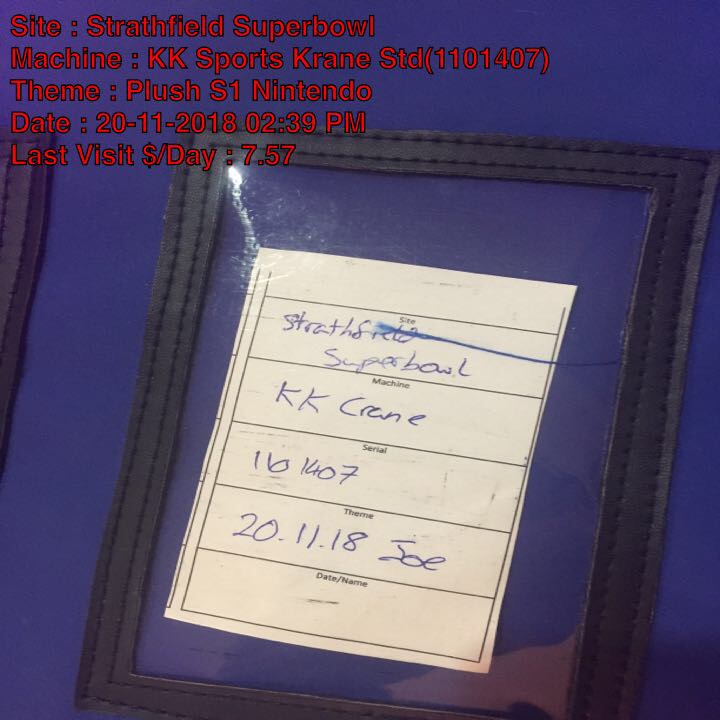 Site : Strathfield Superbowl
Machine : KK Sports Krane Std(1101407)
Theme : Plush S1 Nintendo
Date : 20-11-2018 02:39 PM
Last Visit $/Day : 7.57
Site
Strathfield
Superbowl
Machine
KK Crane
Serial
1101407
Theme
20.11.18 Joe
Date/Name